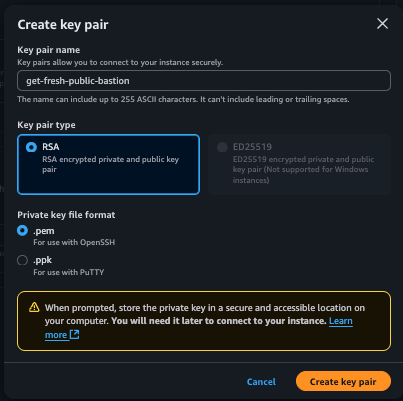 Create key pair
Key pair name
Key pairs allow you to connect to your instance securely.
get-fresh-public-bastion
The name can include up to 255 ASCII characters. It can't include leading or trailing spaces.
Key pair type
RSA
RSA encrypted private and public key
pair
ED25519
ED25519 encrypted private and public
key pair (Not supported for Windows
instances)
Private key file format
.pem
For use with OpenSSH
.ppk
For use with PuTTY
When prompted, store the private key in a secure and accessible location on
your computer. You will need it later to connect to your instance. Learn
more
Cancel
Create key pair